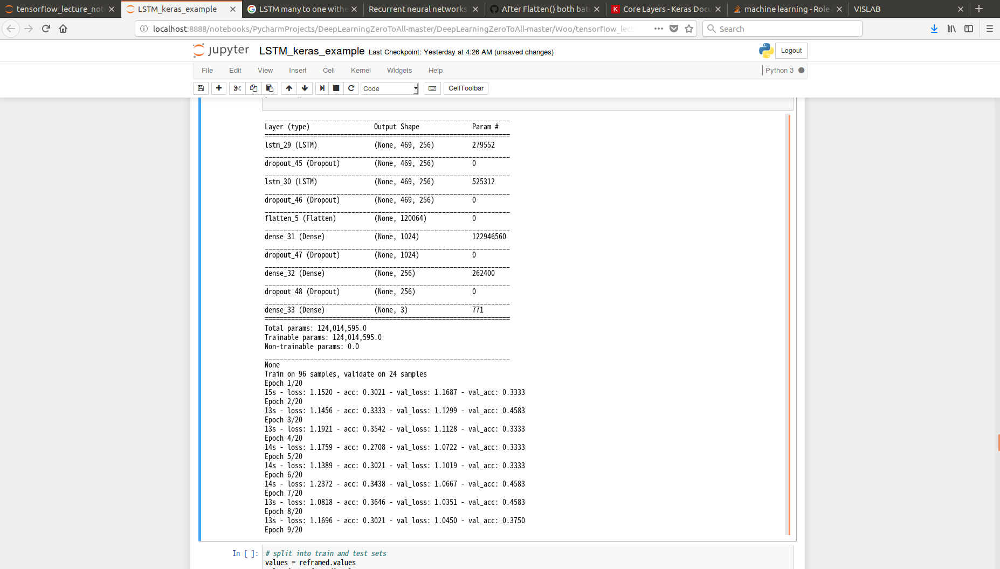 tensorflow_lecture_not
LSTM_keras_example
LSTM many to one withe
Recurrent neural networks
After Flatten() both bat
Core Layers - Keras Docu
machine learning - Role
VISLAB
localhost:8888/notebooks/PycharmProjects/DeepLearningZeroToAll-master/DeepLearningZeroToAll-master/Woo/tensorflow_lect
Search
jupyter LSTM_keras_example Last Checkpoint: Yesterday at 4:26 AM (unsaved changes)
Logout
File Edit View Insert Cell Kernel Widgets Help
Python 3
Code
CellToolbar
Layer (type) Output Shape Param #
lstm_29 (LSTM) (None, 469, 256) 279552
dropout_45 (Dropout) (None, 469, 256) 0
lstm_30 (LSTM) (None, 469, 256) 525312
dropout_46 (Dropout) (None, 469, 256) 0
flatten_5 (Flatten) (None, 120064) 0
dense_31 (Dense) (None, 1024) 122946560
dropout_47 (Dropout) (None, 1024) 0
dense_32 (Dense) (None, 256) 262400
dropout_48 (Dropout) (None, 256) 0
dense_33 (Dense) (None, 3) 771
Total params: 124,014,595.0
Trainable params: 124,014,595.0
Non-trainable params: 0.0
None
Train on 96 samples, validate on 24 samples
Epoch 1/20
15s - loss: 1.1520 - acc: 0.3021 - val_loss: 1.1687 - val_acc: 0.3333
Epoch 2/20
13s - loss: 1.1456 - acc: 0.3333 - val_loss: 1.1299 - val_acc: 0.4583
Epoch 3/20
13s - loss: 1.1921 - acc: 0.3542 - val_loss: 1.1128 - val_acc: 0.3333
Epoch 4/20
14s - loss: 1.1759 - acc: 0.2708 - val_loss: 1.0722 - val_acc: 0.3333
Epoch 5/20
14s - loss: 1.1389 - acc: 0.3021 - val_loss: 1.1019 - val_acc: 0.3333
Epoch 6/20
14s - loss: 1.2372 - acc: 0.3438 - val_loss: 1.0667 - val_acc: 0.4583
Epoch 7/20
13s - loss: 1.0818 - acc: 0.3646 - val_loss: 1.0351 - val_acc: 0.4583
Epoch 8/20
13s - loss: 1.1696 - acc: 0.3021 - val_loss: 1.0450 - val_acc: 0.3750
Epoch 9/20
In [ ]: # split into train and test sets
values = reframed.values